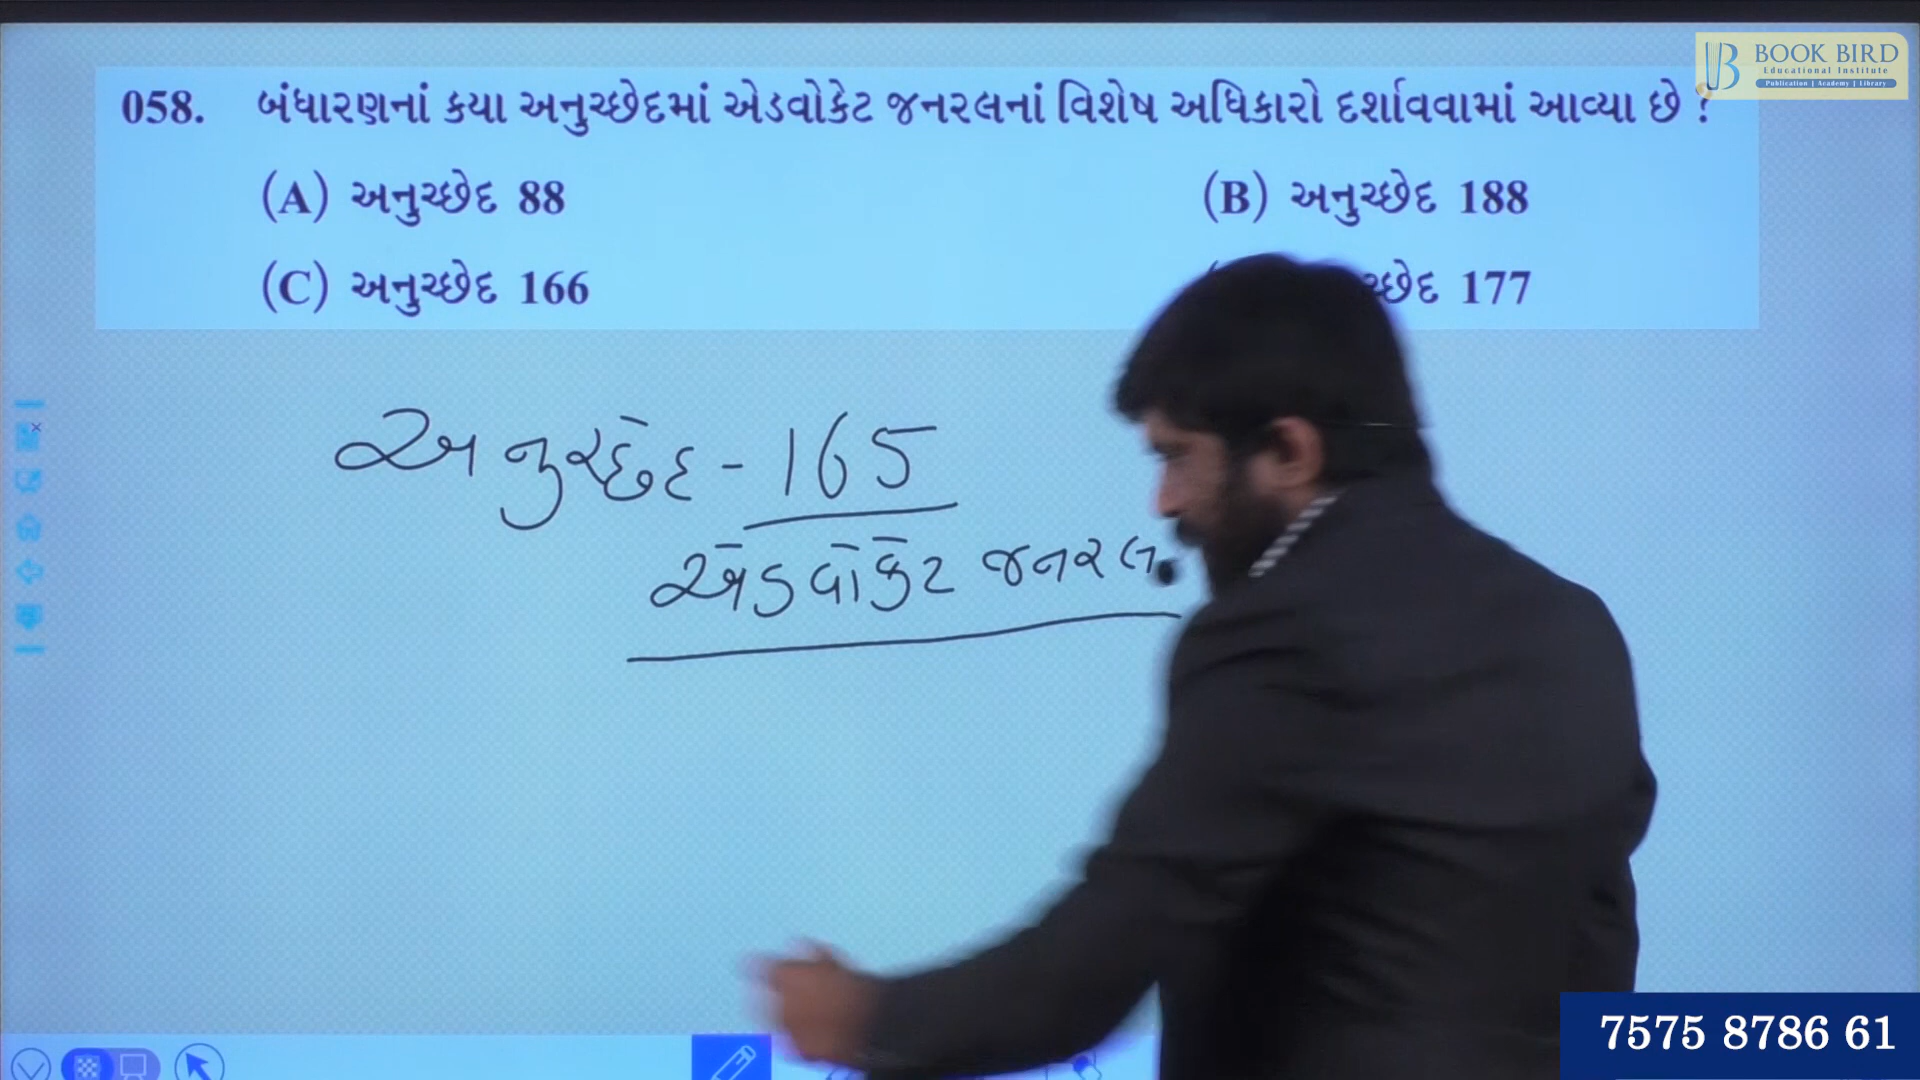 BOOK BIRD
Educational Institute
Publication | Academy | Library
058. બંધારણનાં કયા અનુચ્છેદમાં એડવોકેટ જનરલનાં વિશેષ અધિકારો દર્શાવવામાં આવ્યા છે ?
(A) અનુચ્છેદ 88
(B) અનુચ્છેદ 188
(C) અનુચ્છેદ 166
177
અનુચ્છેદ - 165
એડવોકેટ જનરલ
7575 8786 61